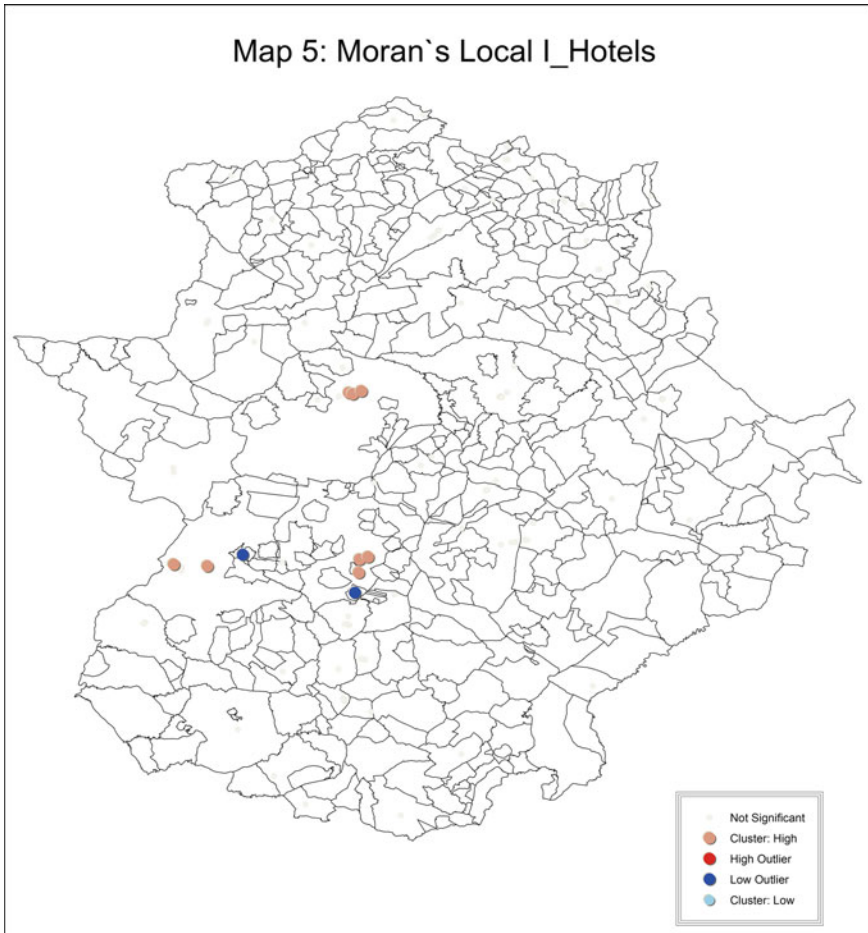 Map 5: Moran`s Local I_Hotels
Not Significant
Cluster: High
High Outlier
Low Outlier
Cluster: Low